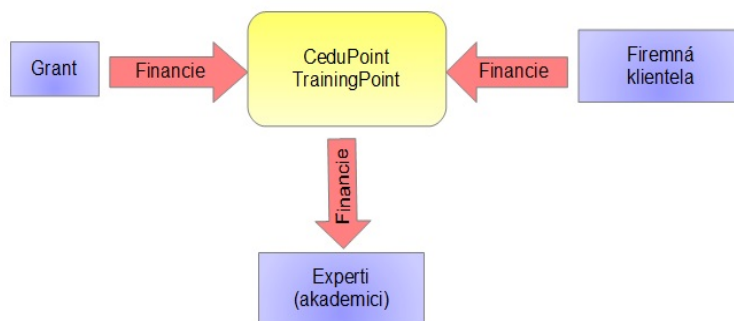 Grant
Financie
CeduPoint
TrainingPoint
Financie
Firemná
klientela
Financie
Experti
(akademici)